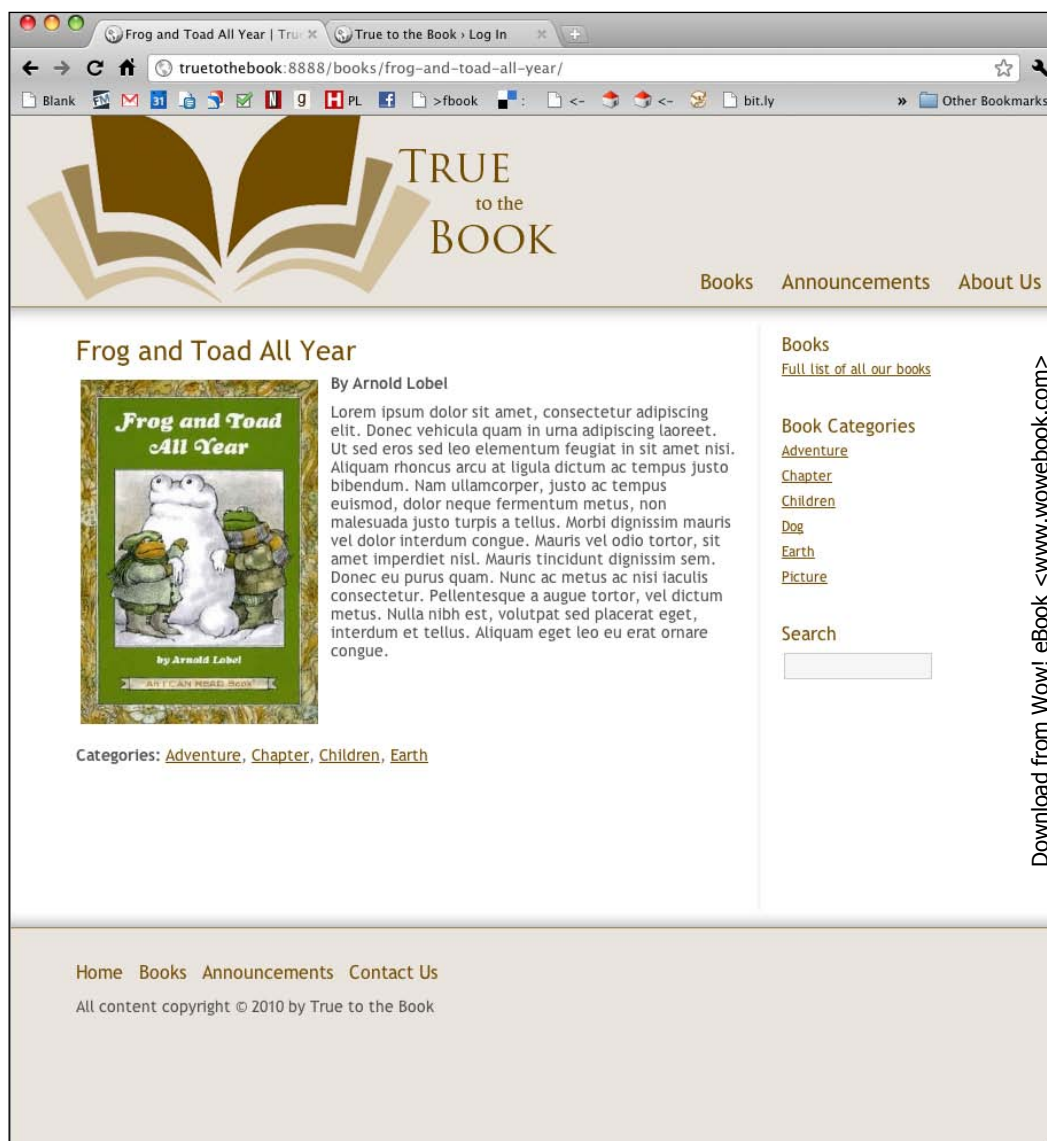 Frog and Toad All Year | Tru
True to the Book › Log In
truetothebook:8888/books/frog-and-toad-all-year/
Blank
31
g
H PL
>fbook
:
<-
<-
bit.ly
»
Other Bookmarks
TRUE
to the
BOOK
Books Announcements About Us
Frog and Toad All Year
Frog and Toad
All Year
by Arnold Lobel
An I CAN READ Book
By Arnold Lobel
Lorem ipsum dolor sit amet, consectetur adipiscing
elit. Donec vehicula quam in urna adipiscing laoreet.
Ut sed eros sed leo elementum feugiat in sit amet nisi.
Aliquam rhoncus arcu at ligula dictum ac tempus justo
bibendum. Nam ullamcorper, justo ac tempus
euismod, dolor neque fermentum metus, non
malesuada justo turpis a tellus. Morbi dignissim mauris
vel dolor interdum congue. Mauris vel odio tortor, sit
amet imperdiet nisl. Mauris tincidunt dignissim sem.
Donec eu purus quam. Nunc ac metus ac nisi iaculis
consectetur. Pellentesque a augue tortor, vel dictum
metus. Nulla nibh est, volutpat sed placerat eget,
interdum et tellus. Aliquam eget leo eu erat ornare
congue.
Categories: Adventure, Chapter, Children, Earth
Books
Full list of all our books
Book Categories
Adventure
Chapter
Children
Dog
Earth
Picture
Search
Download from Wow! eBook <www.wowebook.com>
Home Books Announcements Contact Us
All content copyright © 2010 by True to the Book